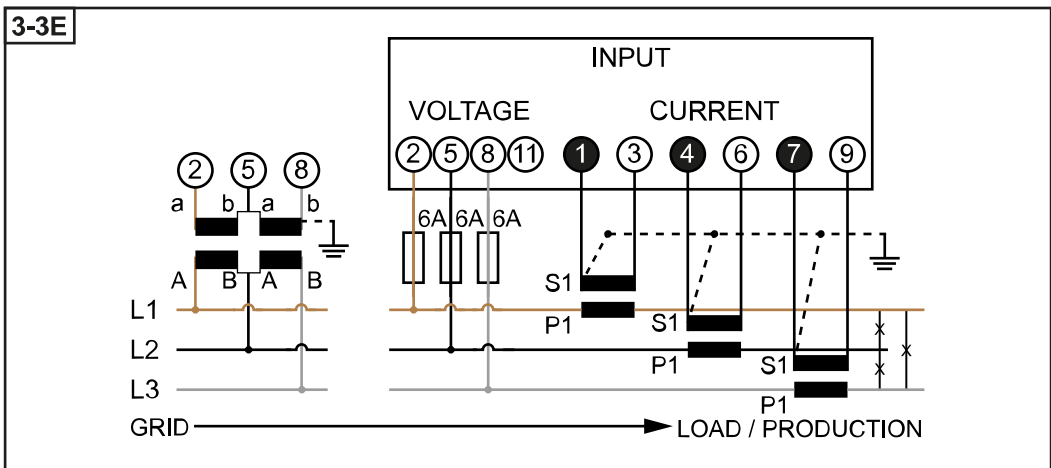 3-3E
INPUT
VOLTAGE CURRENT
2 5 8 11 1 3 4 6 7 9
2 5 8
a b a b
6A 6A 6A
A B A B
S1
P1
S1
P1
S1
P1
L1
L2
L3
GRID LOAD / PRODUCTION